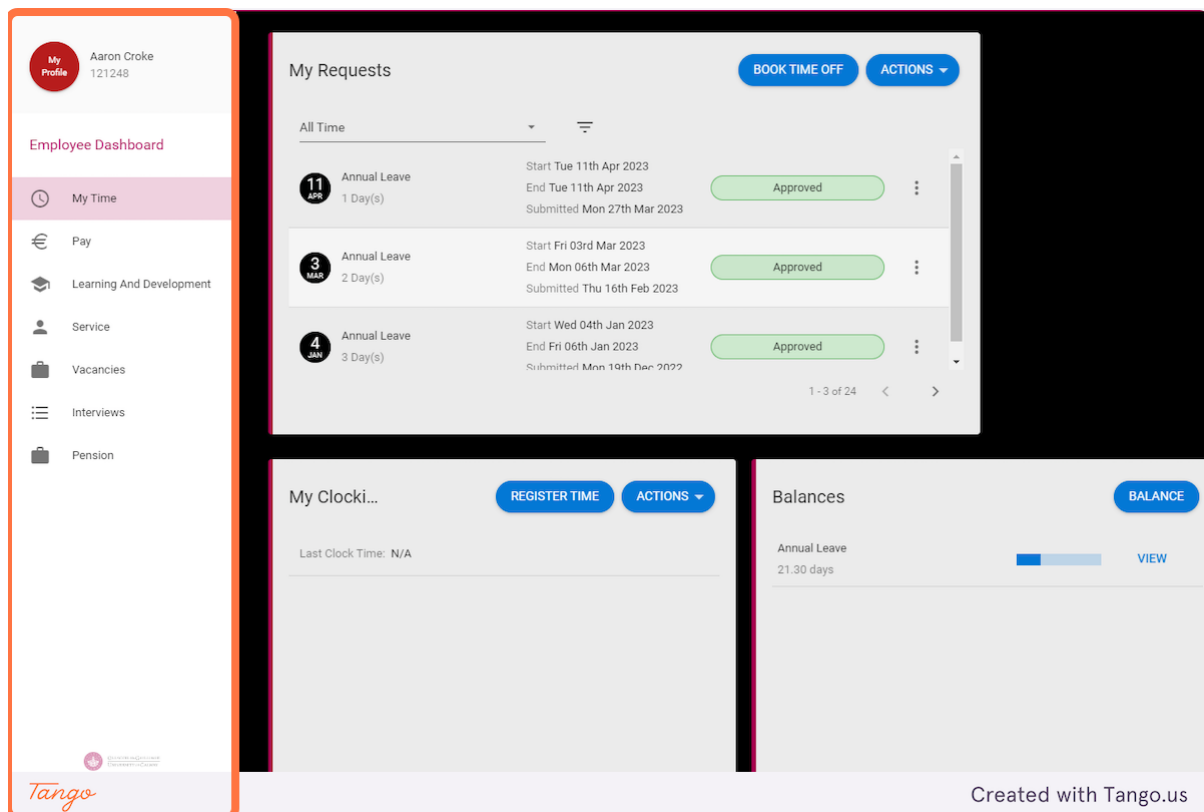 My
Profile
Aaron Croke
121248
Employee Dashboard
My Time
Pay
Learning And Development
Service
Vacancies
Interviews
Pension
Tango
My Requests
BOOK TIME OFF
ACTIONS
All Time
11
APR
Annual Leave
1 Day(s)
Start Tue 11th Apr 2023
End Tue 11th Apr 2023
Submitted Mon 27th Mar 2023
Approved
3
MAR
Annual Leave
2 Day(s)
Start Fri 03rd Mar 2023
End Mon 06th Mar 2023
Submitted Thu 16th Feb 2023
Approved
4
JAN
Annual Leave
3 Day(s)
Start Wed 04th Jan 2023
End Fri 06th Jan 2023
Submitted Mon 19th Dec 2022
Approved
1 - 3 of 24
My Clocki...
REGISTER TIME
ACTIONS
Last Clock Time: N/A
Balances
BALANCE
Annual Leave
21.30 days
VIEW
Created with Tango.us